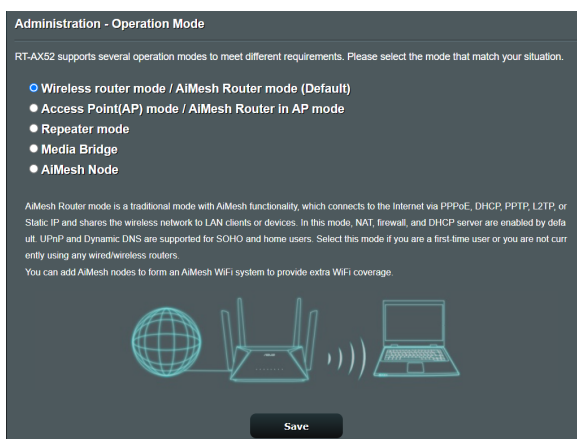 Administration - Operation Mode
RT-AX52 supports several operation modes to meet different requirements. Please select the mode that match your situation.
Wireless router mode / AiMesh Router mode (Default)
Access Point(AP) mode / AiMesh Router in AP mode
Repeater mode
Media Bridge
AiMesh Node
AiMesh Router mode is a traditional mode with AiMesh functionality, which connects to the Internet via PPPoE, DHCP, PPTP, L2TP, or
Static IP and shares the wireless network to LAN clients or devices. In this mode, NAT, firewall, and DHCP server are enabled by defa
ult. UPnP and Dynamic DNS are supported for SOHO and home users. Select this mode if you are a first-time user or you are not curr
ently using any wired/wireless routers.
You can add AiMesh nodes to form an AiMesh WiFi system to provide extra WiFi coverage.
Save